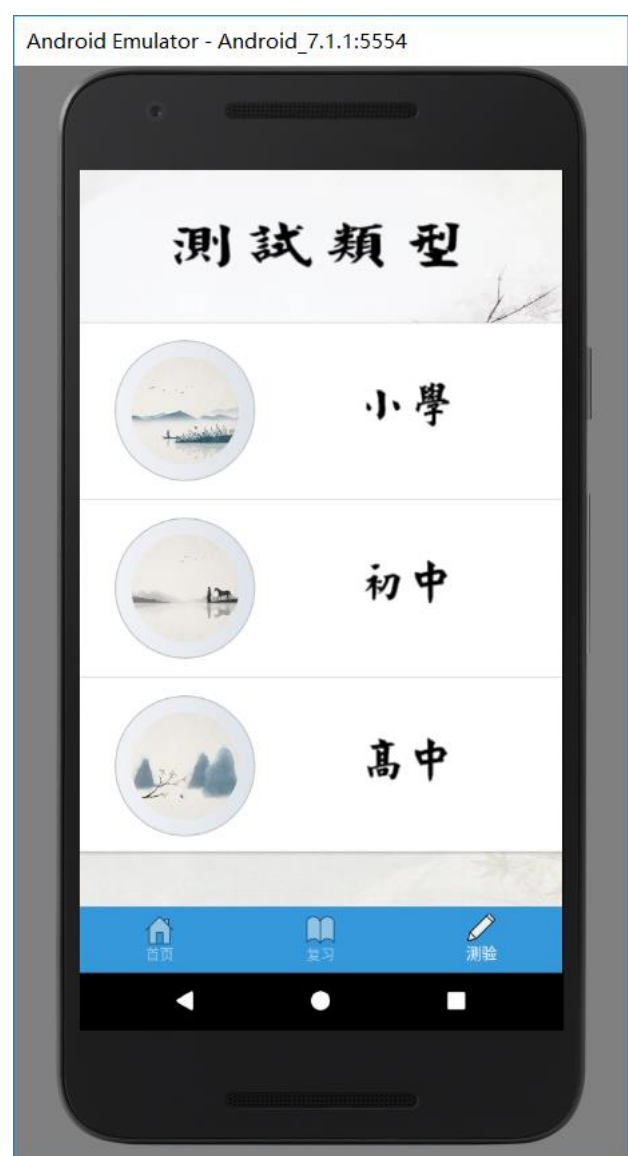 Android Emulator - Android_7.1.1:5554
測試類型
小學
初中
高中
首页 复习 测验